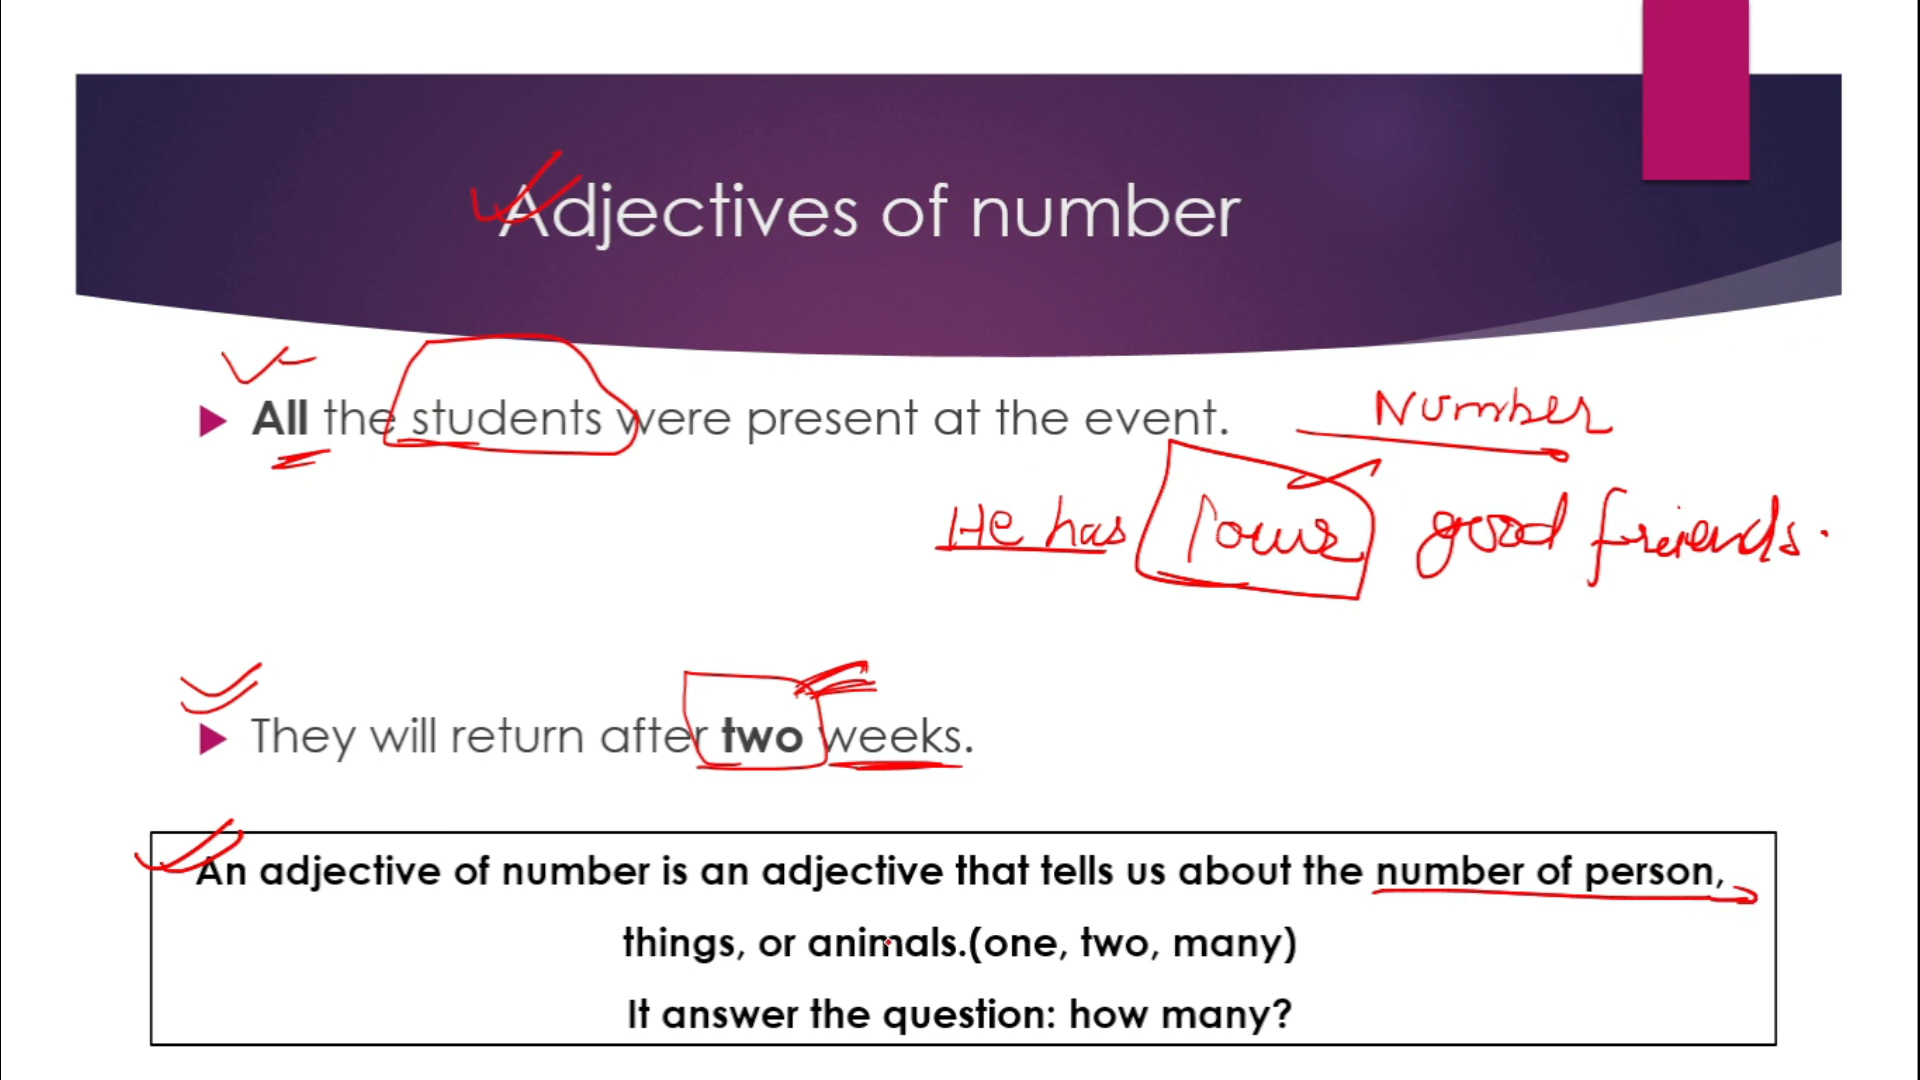 Adjectives of number
All the students were present at the event.
Number
He has four good friends.
They will return after two weeks.
An adjective of number is an adjective that tells us about the number of person,
things, or animals.(one, two, many)
It answer the question: how many?